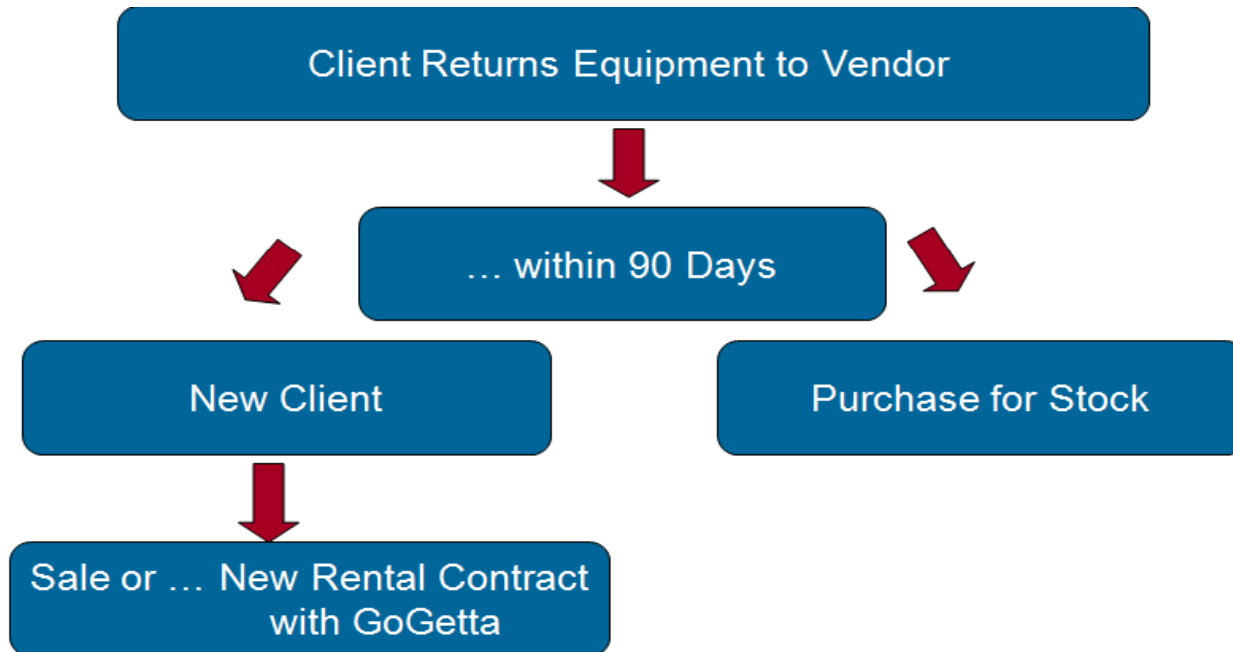 Client Returns Equipment to Vendor
… within 90 Days
New Client
Purchase for Stock
Sale or … New Rental Contract
with GoGetta